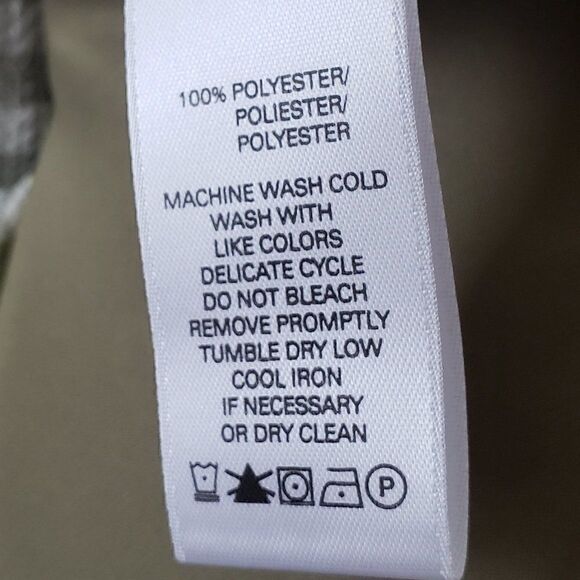 100% POLYESTER/
POLIESTER/
POLYESTER
MACHINE WASH COLD
WASH WITH
LIKE COLORS
DELICATE CYCLE
DO NOT BLEACH
REMOVE PROMPTLY
TUMBLE DRY LOW
COOL IRON
IF NECESSARY
OR DRY CLEAN
P